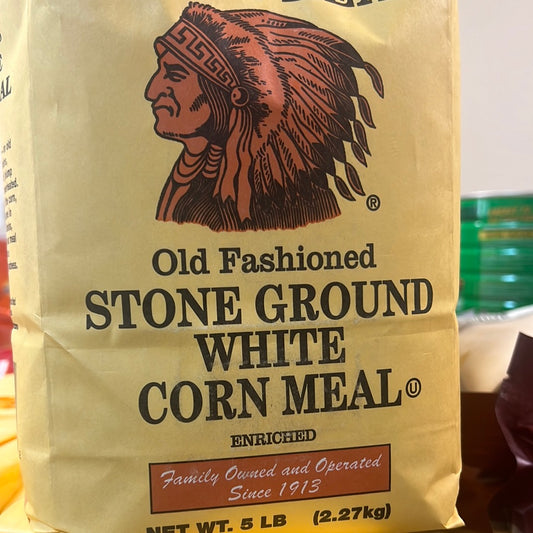 ®
Old Fashioned
STONE GROUND
WHITE
CORN MEAL Ⓤ
ENRICHED
Family Owned and Operated
Since 1913
NET WT. 5 LB (2.27kg)